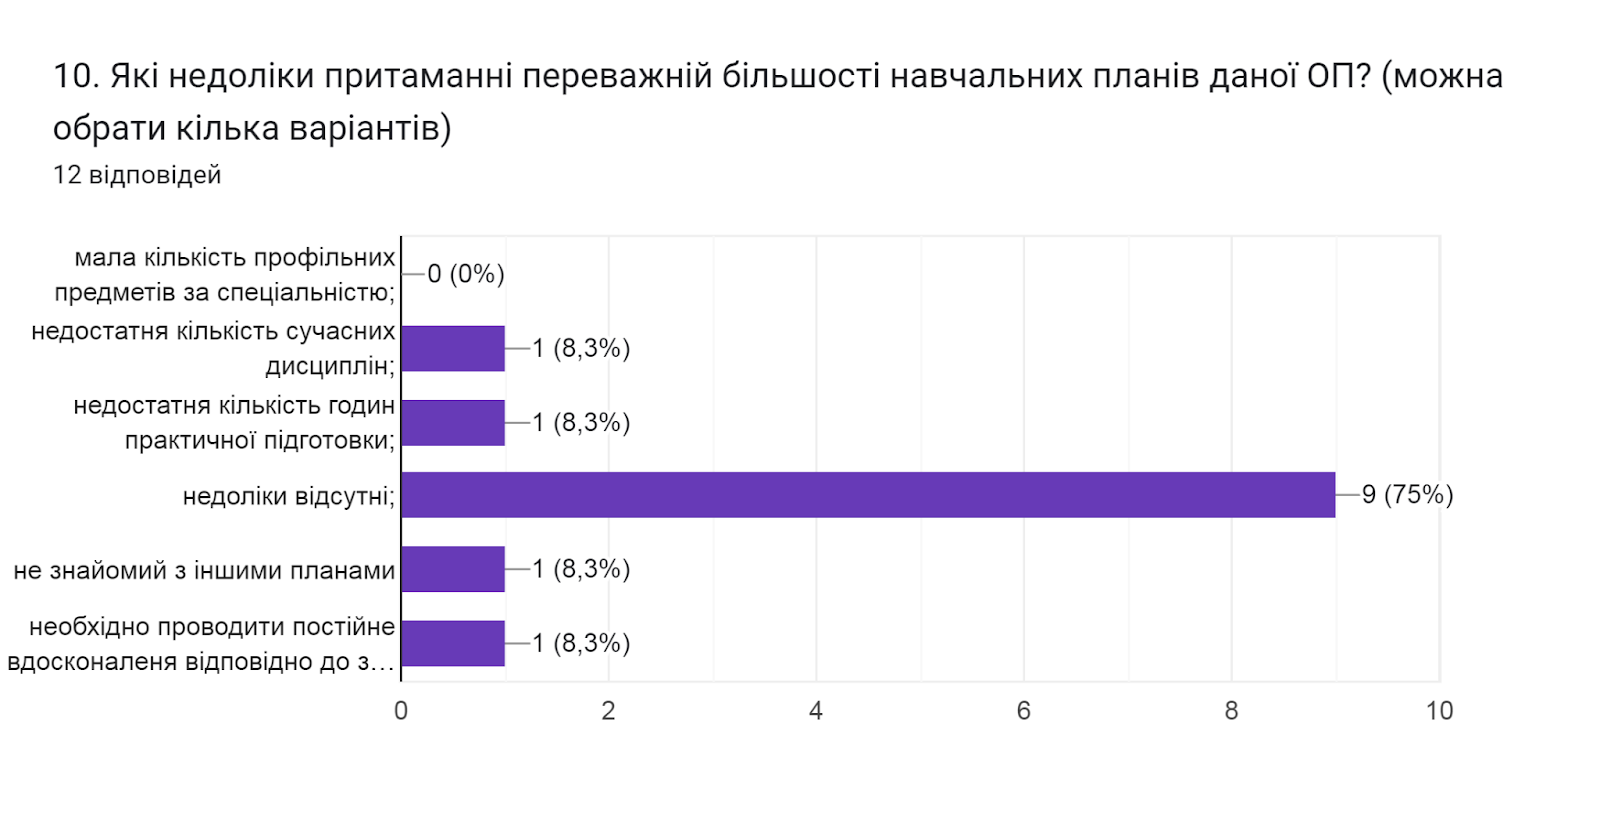 10. Які недоліки притаманні переважній більшості навчальних планів даної ОП? (можна
обрати кілька варіантів)
12 відповідей
мала кількість профільних
предметів за спеціальністю;
0 (0%)
недостатня кількість сучасних
дисциплін;
1 (8,3%)
недостатня кількість годин
практичної підготовки;
1 (8,3%)
недоліки відсутні;
9 (75%)
не знайомий з іншими планами
1 (8,3%)
необхідно проводити постійне
вдосконаленя відповідно до з…
1 (8,3%)
0 2 4 6 8 10